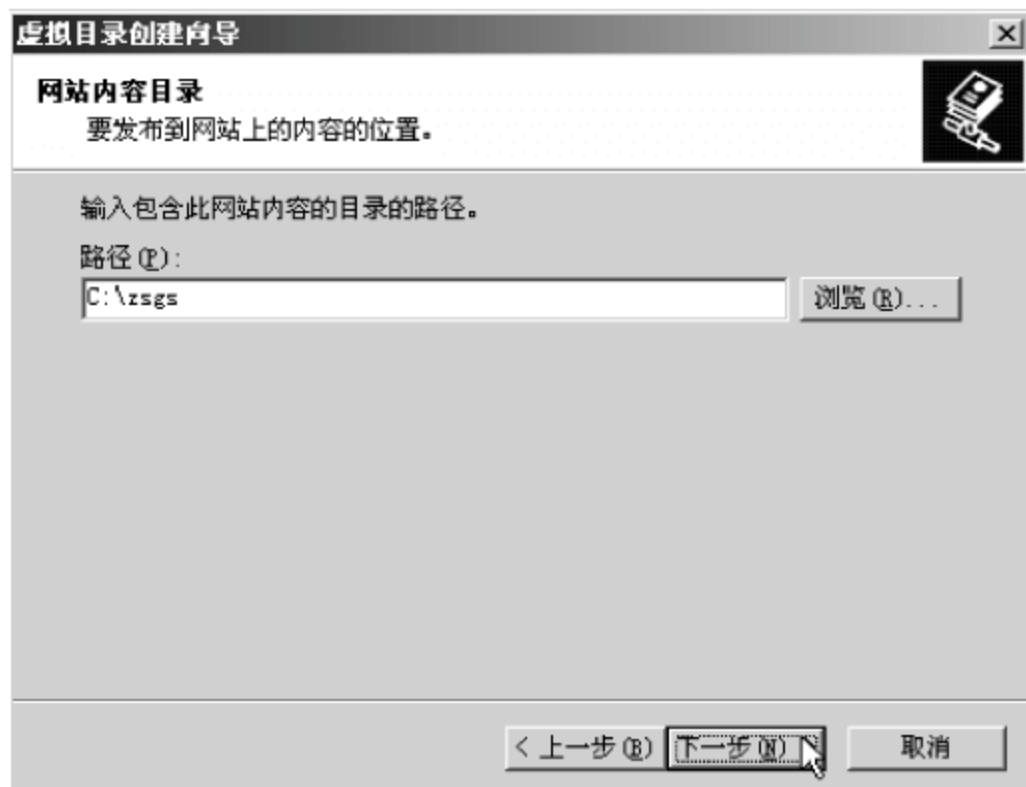 虚拟目录创建向导
网站内容目录
要发布到网站上的内容的位置。
输入包含此网站内容的目录的路径。
路径(P):
C:\zsgs 浏览(R)...
< 上一步(B) 下一步(N) > 取消